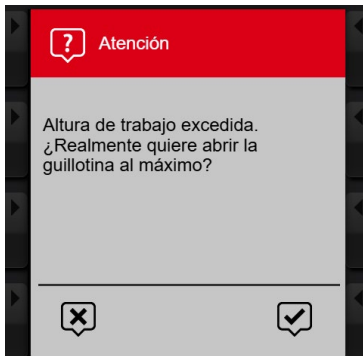 Atención
Altura de trabajo excedida.
¿Realmente quiere abrir la
guillotina al máximo?